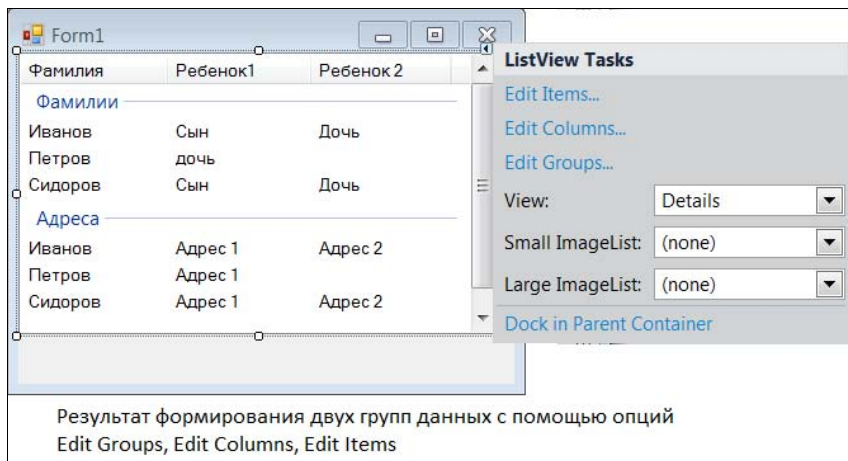 Form1
Фамилия Ребенок1 Ребенок 2
Фамилии
Иванов Сын Дочь
Петров дочь
Сидоров Сын Дочь
Адреса
Иванов Адрес 1 Адрес 2
Петров Адрес 1
Сидоров Адрес 1 Адрес 2
ListView Tasks
Edit Items...
Edit Columns...
Edit Groups...
View: Details
Small ImageList: (none)
Large ImageList: (none)
Dock in Parent Container
Результат формирования двух групп данных с помощью опций
Edit Groups, Edit Columns, Edit Items